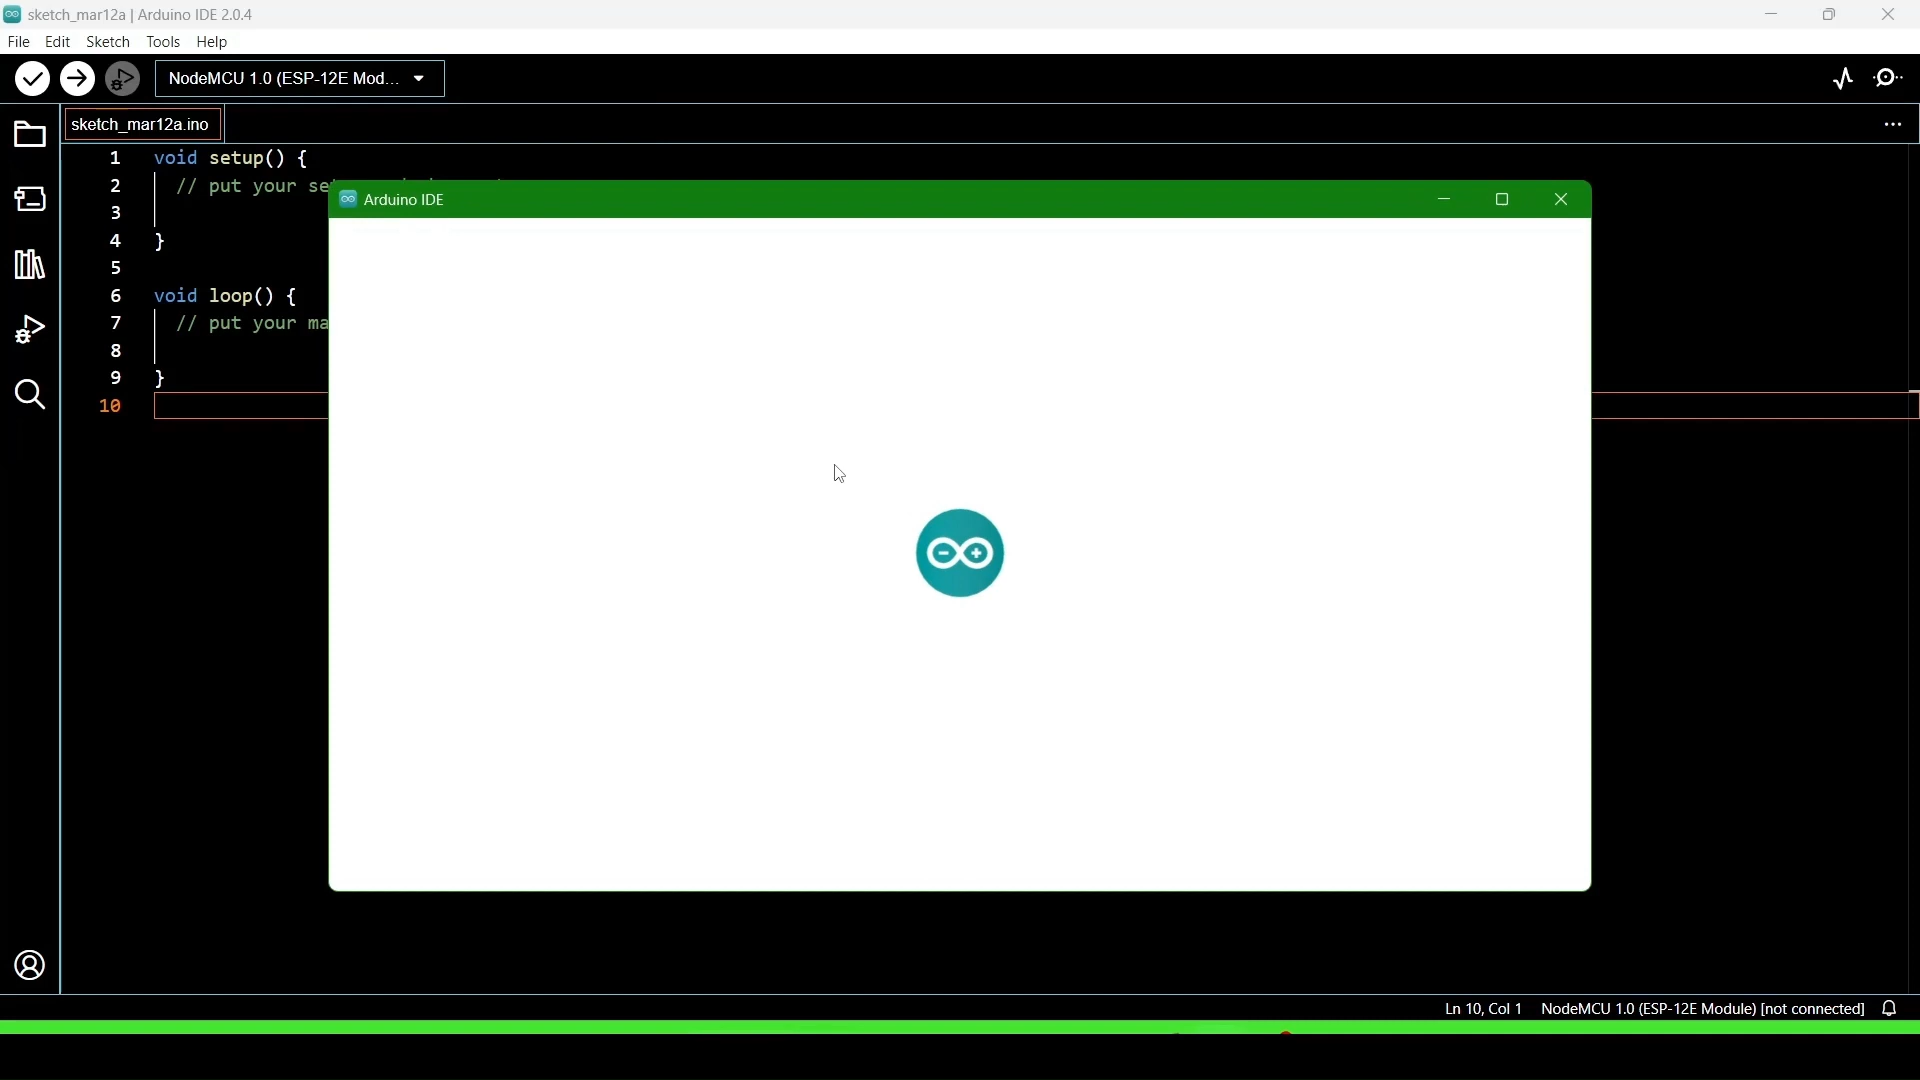 sketch_mar12a | Arduino IDE 2.0.4
File Edit Sketch Tools Help
NodeMCU 1.0 (ESP-12E Mod...
sketch_mar12a.ino
1 void setup() {
2 // put your
3
4 }
5
6 void loop() {
7 // put your
8
9 }
10
Arduino IDE
Ln 10, Col 1 NodeMCU 1.0 (ESP-12E Module) [not connected]